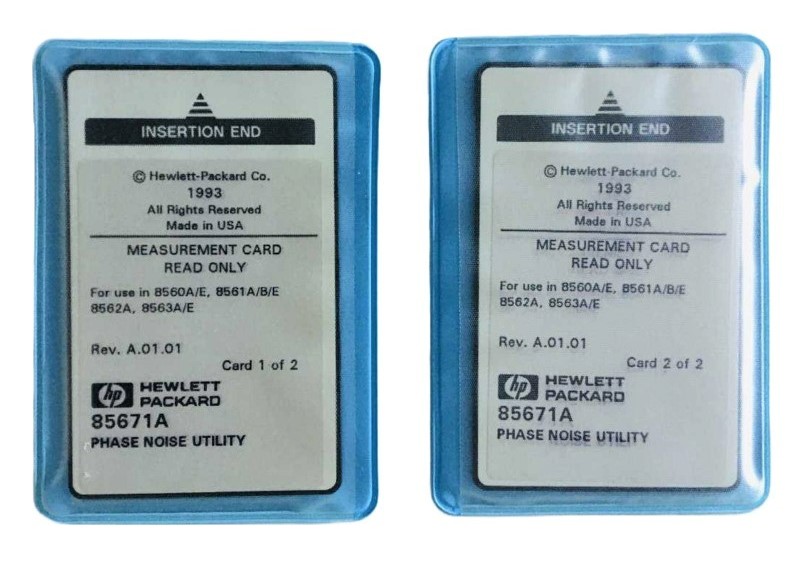 INSERTION END
© Hewlett-Packard Co.
1993
All Rights Reserved
Made in USA
MEASUREMENT CARD
READ ONLY
For use in 8560A/E, 8561A/B/E
8562A, 8563A/E
Rev. A.01.01
Card 1 of 2
hp HEWLETT
PACKARD
85671A
PHASE NOISE UTILITY
INSERTION END
© Hewlett-Packard Co.
1993
All Rights Reserved
Made in USA
MEASUREMENT CARD
READ ONLY
For use in 8560A/E, 8561A/B/E
8562A, 8563A/E
Rev. A.01.01
Card 2 of 2
hp HEWLETT
PACKARD
85671A
PHASE NOISE UTILITY